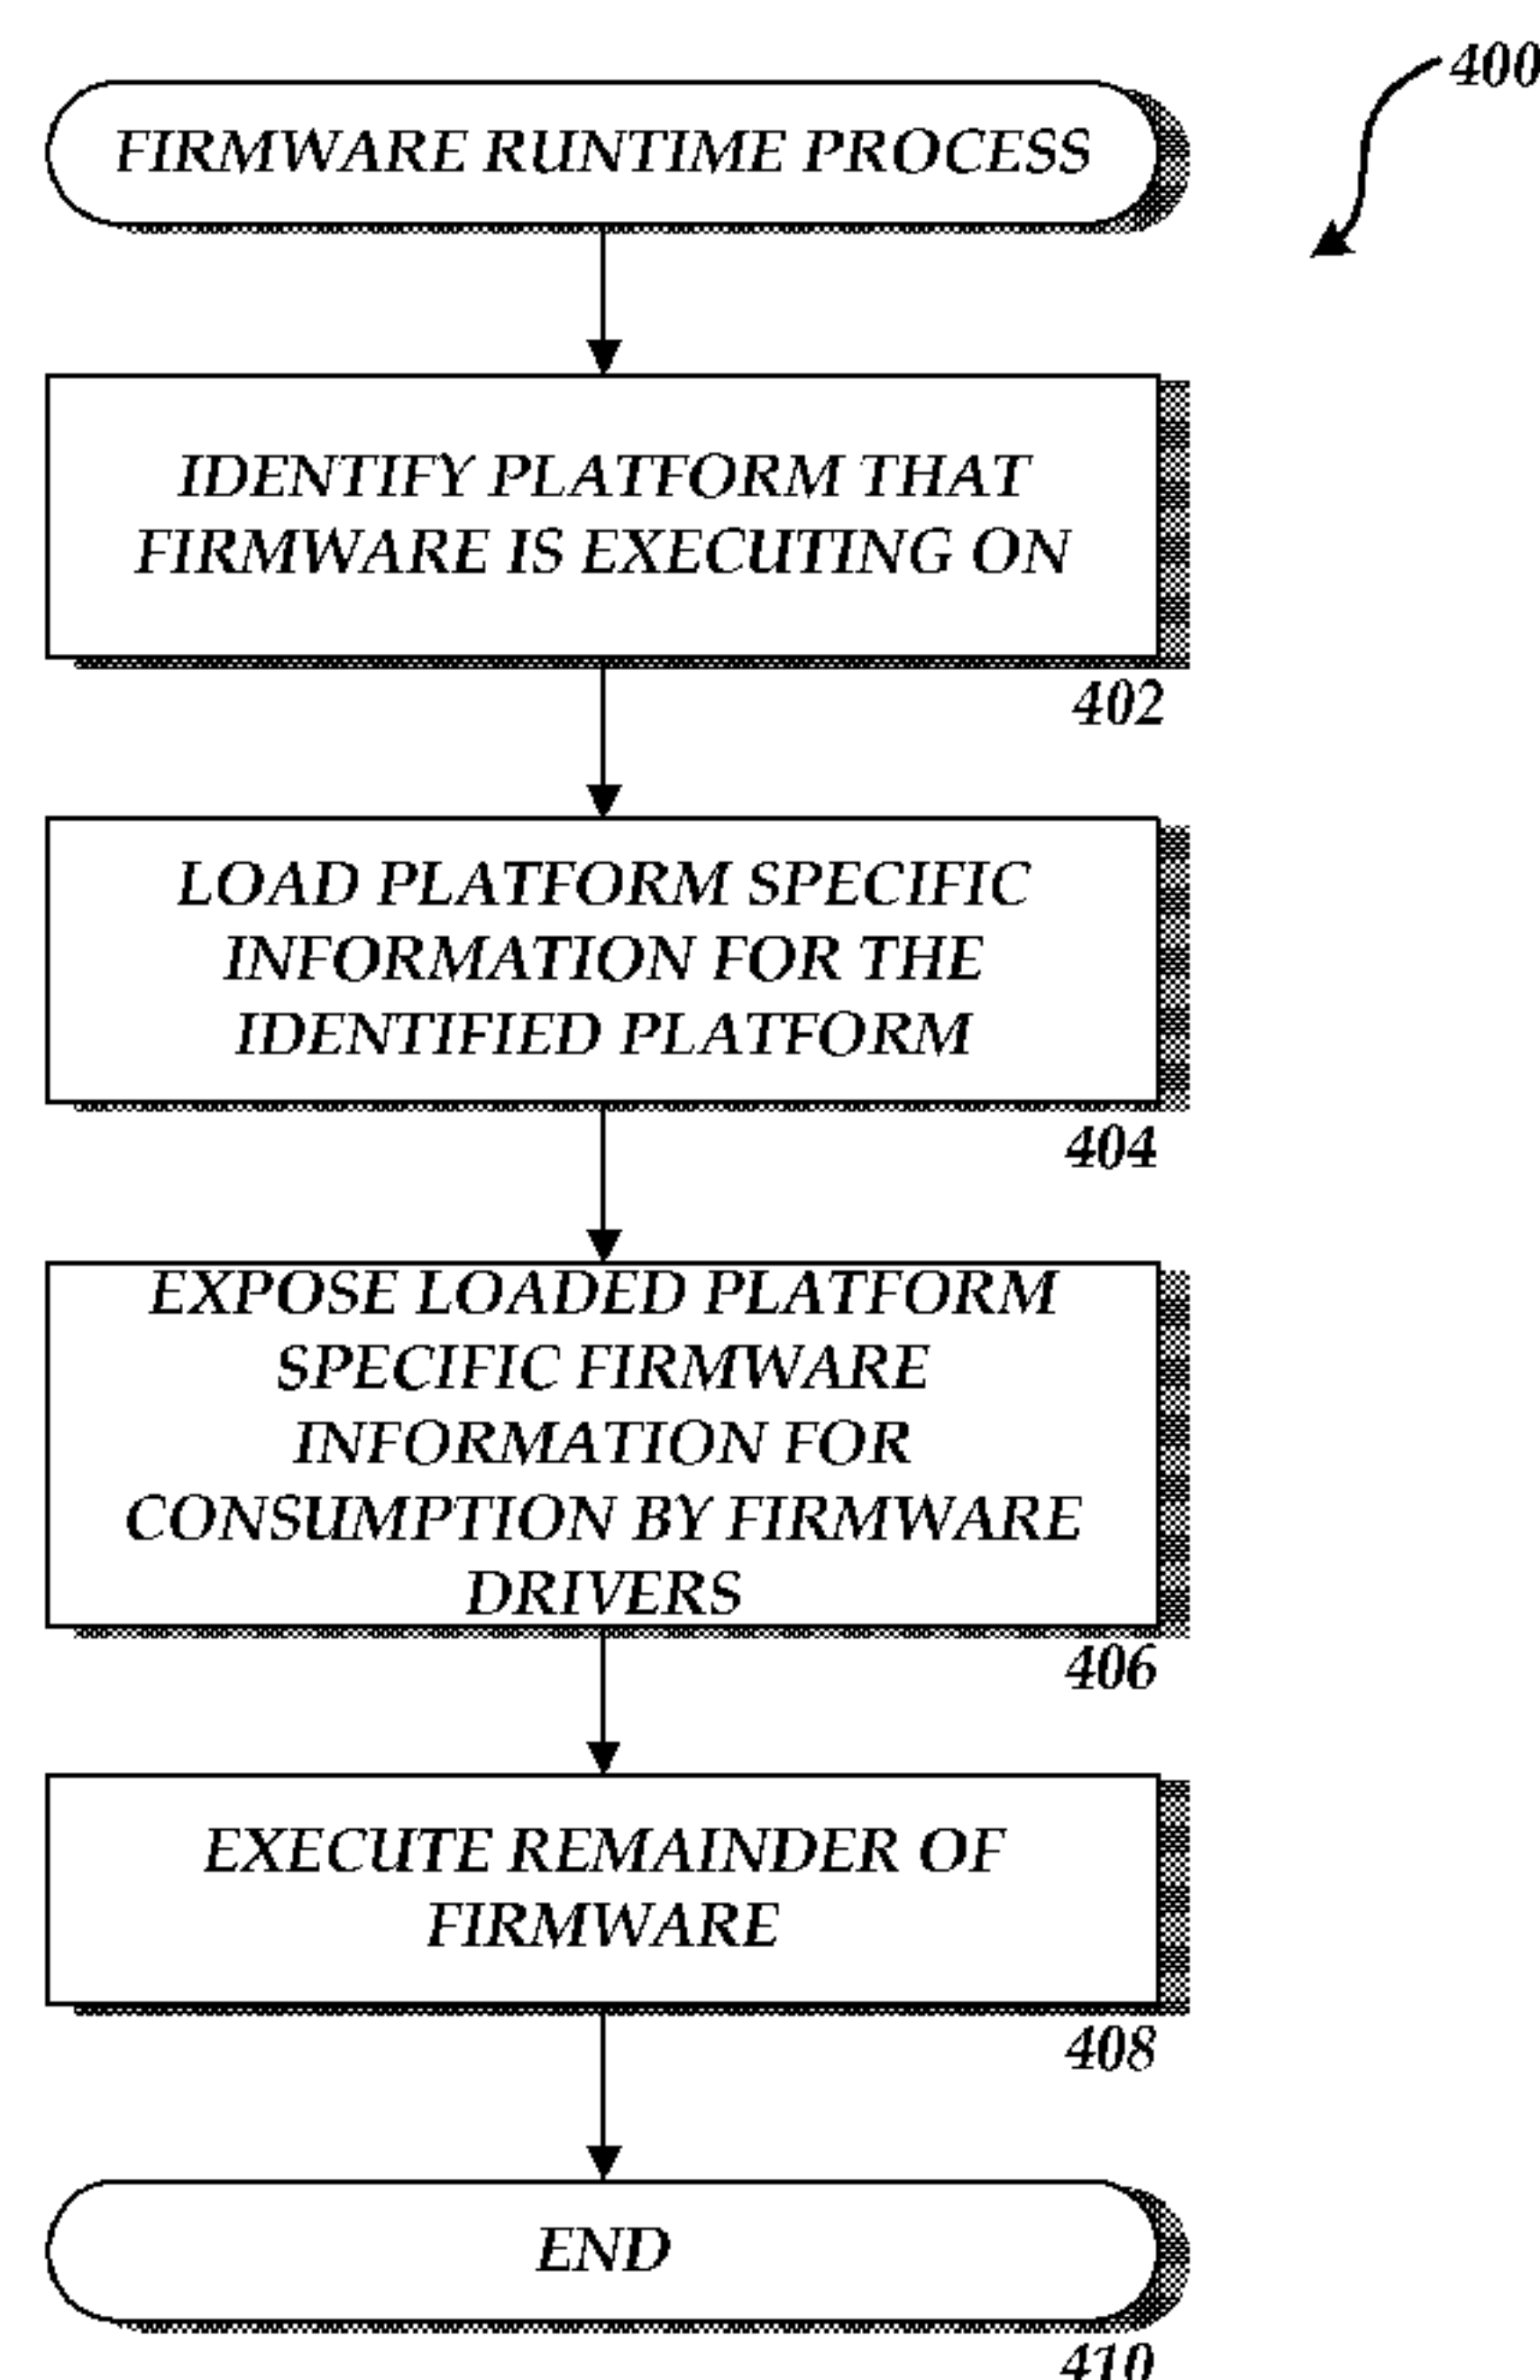 400
FIRMWARE RUNTIME PROCESS
IDENTIFY PLATFORM THAT
FIRMWARE IS EXECUTING ON
402
LOAD PLATFORM SPECIFIC
INFORMATION FOR THE
IDENTIFIED PLATFORM
404
EXPOSE LOADED PLATFORM
SPECIFIC FIRMWARE
INFORMATION FOR
CONSUMPTION BY FIRMWARE
DRIVERS
406
EXECUTE REMAINDER OF
FIRMWARE
408
END
410